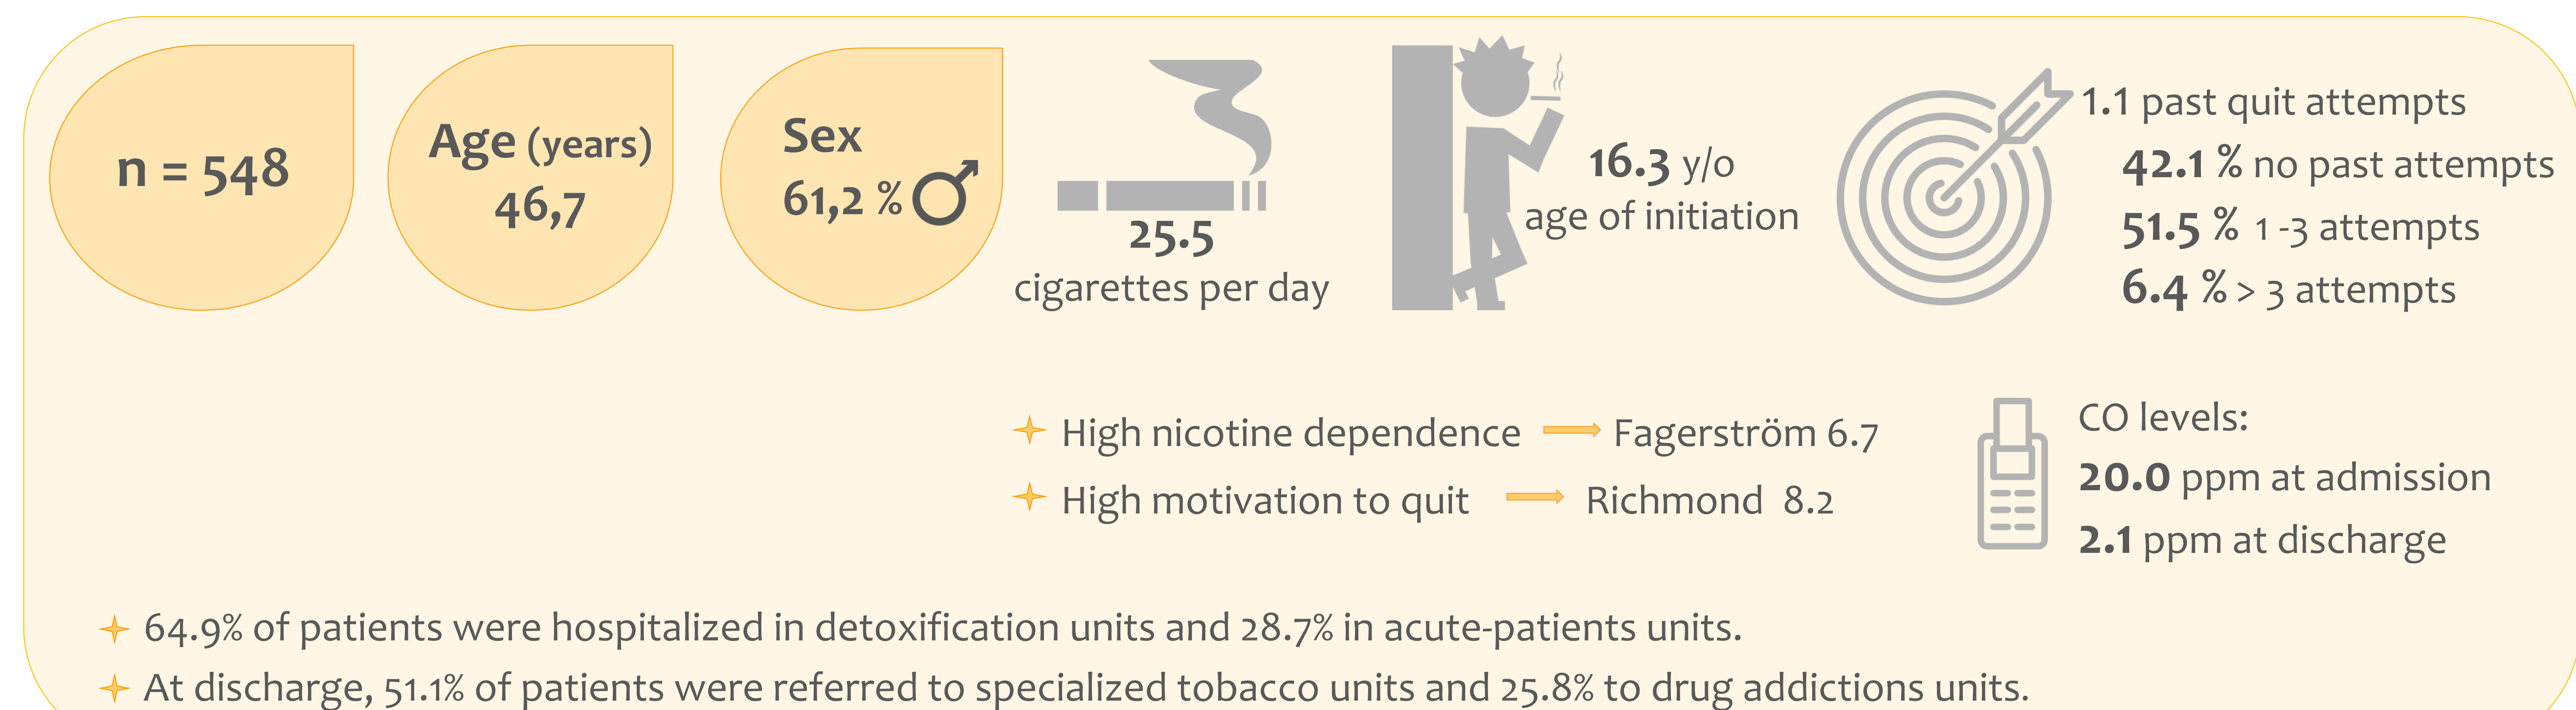 n = 548
Age (years)
46,7
Sex
61,2 % ♂
25.5
cigarettes per day
16.3 y/o
age of initiation
1.1 past quit attempts
42.1 % no past attempts
51.5 % 1 -3 attempts
6.4 % > 3 attempts
High nicotine dependence → Fagerström 6.7
High motivation to quit → Richmond 8.2
CO levels:
20.0 ppm at admission
2.1 ppm at discharge
64.9% of patients were hospitalized in detoxification units and 28.7% in acute-patients units.
At discharge, 51.1% of patients were referred to specialized tobacco units and 25.8% to drug addictions units.